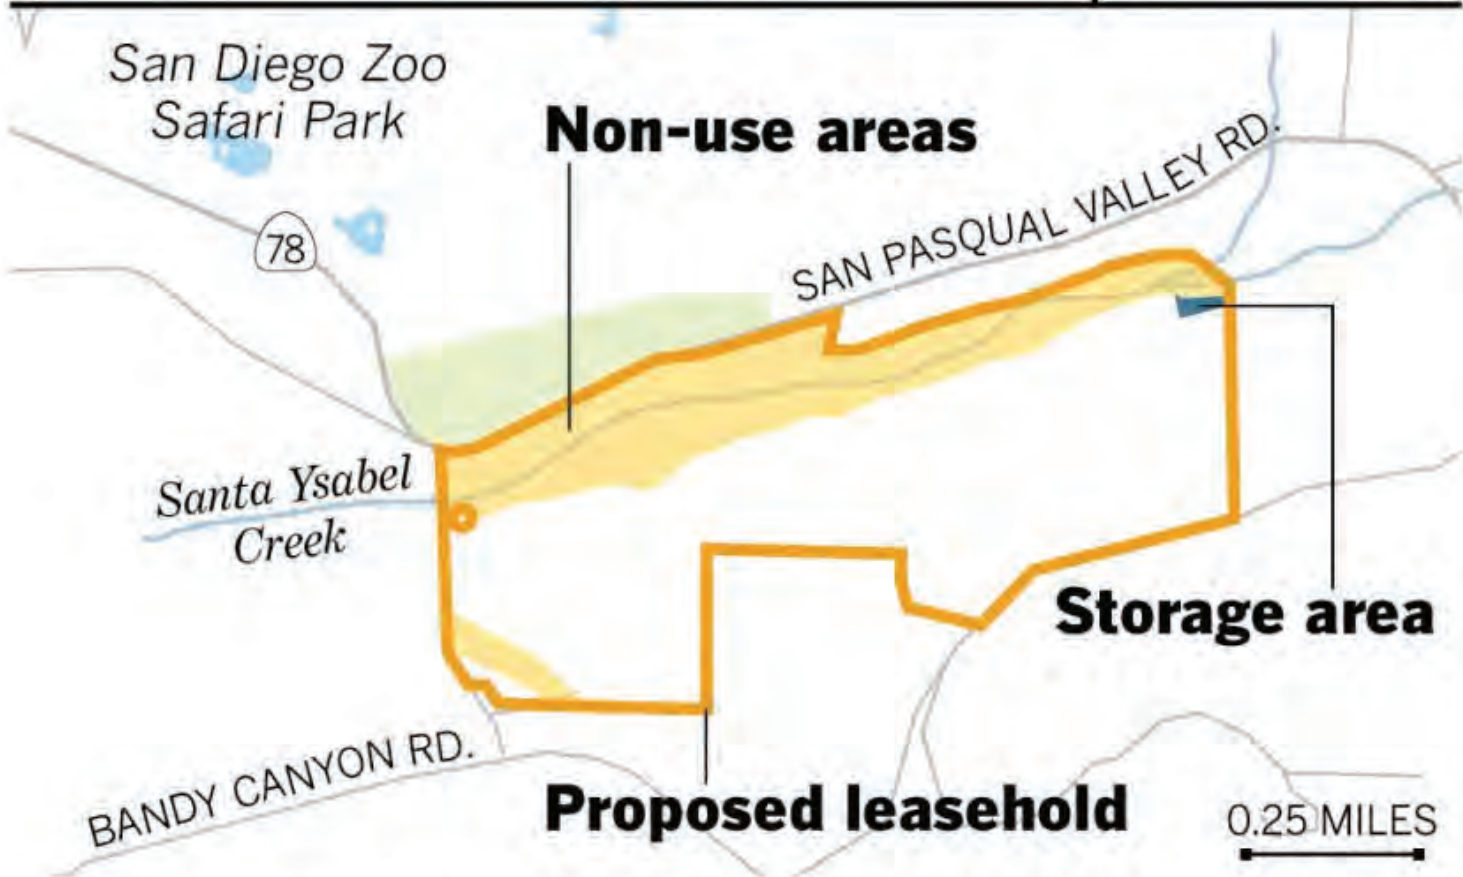 San Diego Zoo
Safari Park
Non-use areas
SAN PASQUAL VALLEY RD.
78
Santa Ysabel
Creek
Storage area
BANDY CANYON RD.
Proposed leasehold
0.25 MILES